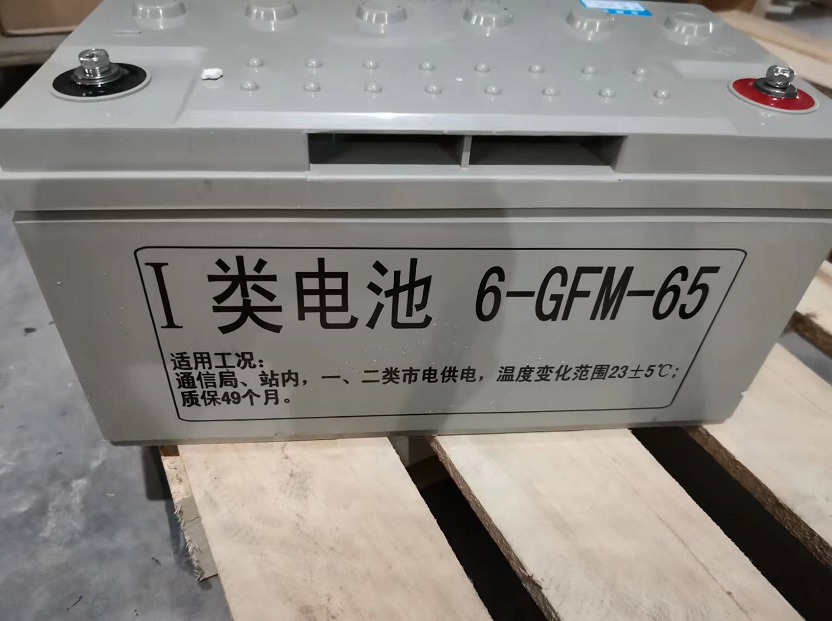 I 类电池 6-GFM-65
适用工况：
通信局、站内，一、二类市电供电，温度变化范围23±5℃；
质保49个月。